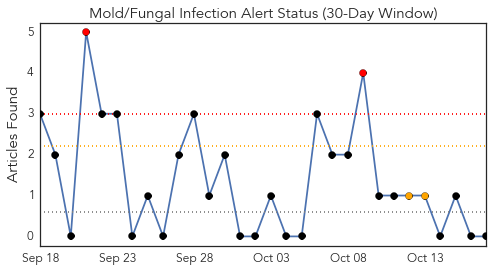 Mold/Fungal Infection Alert Status (30-Day Window)
Articles Found
5
4
3
2
1
0
Sep 18 Sep 23 Sep 28 Oct 03 Oct 08 Oct 13